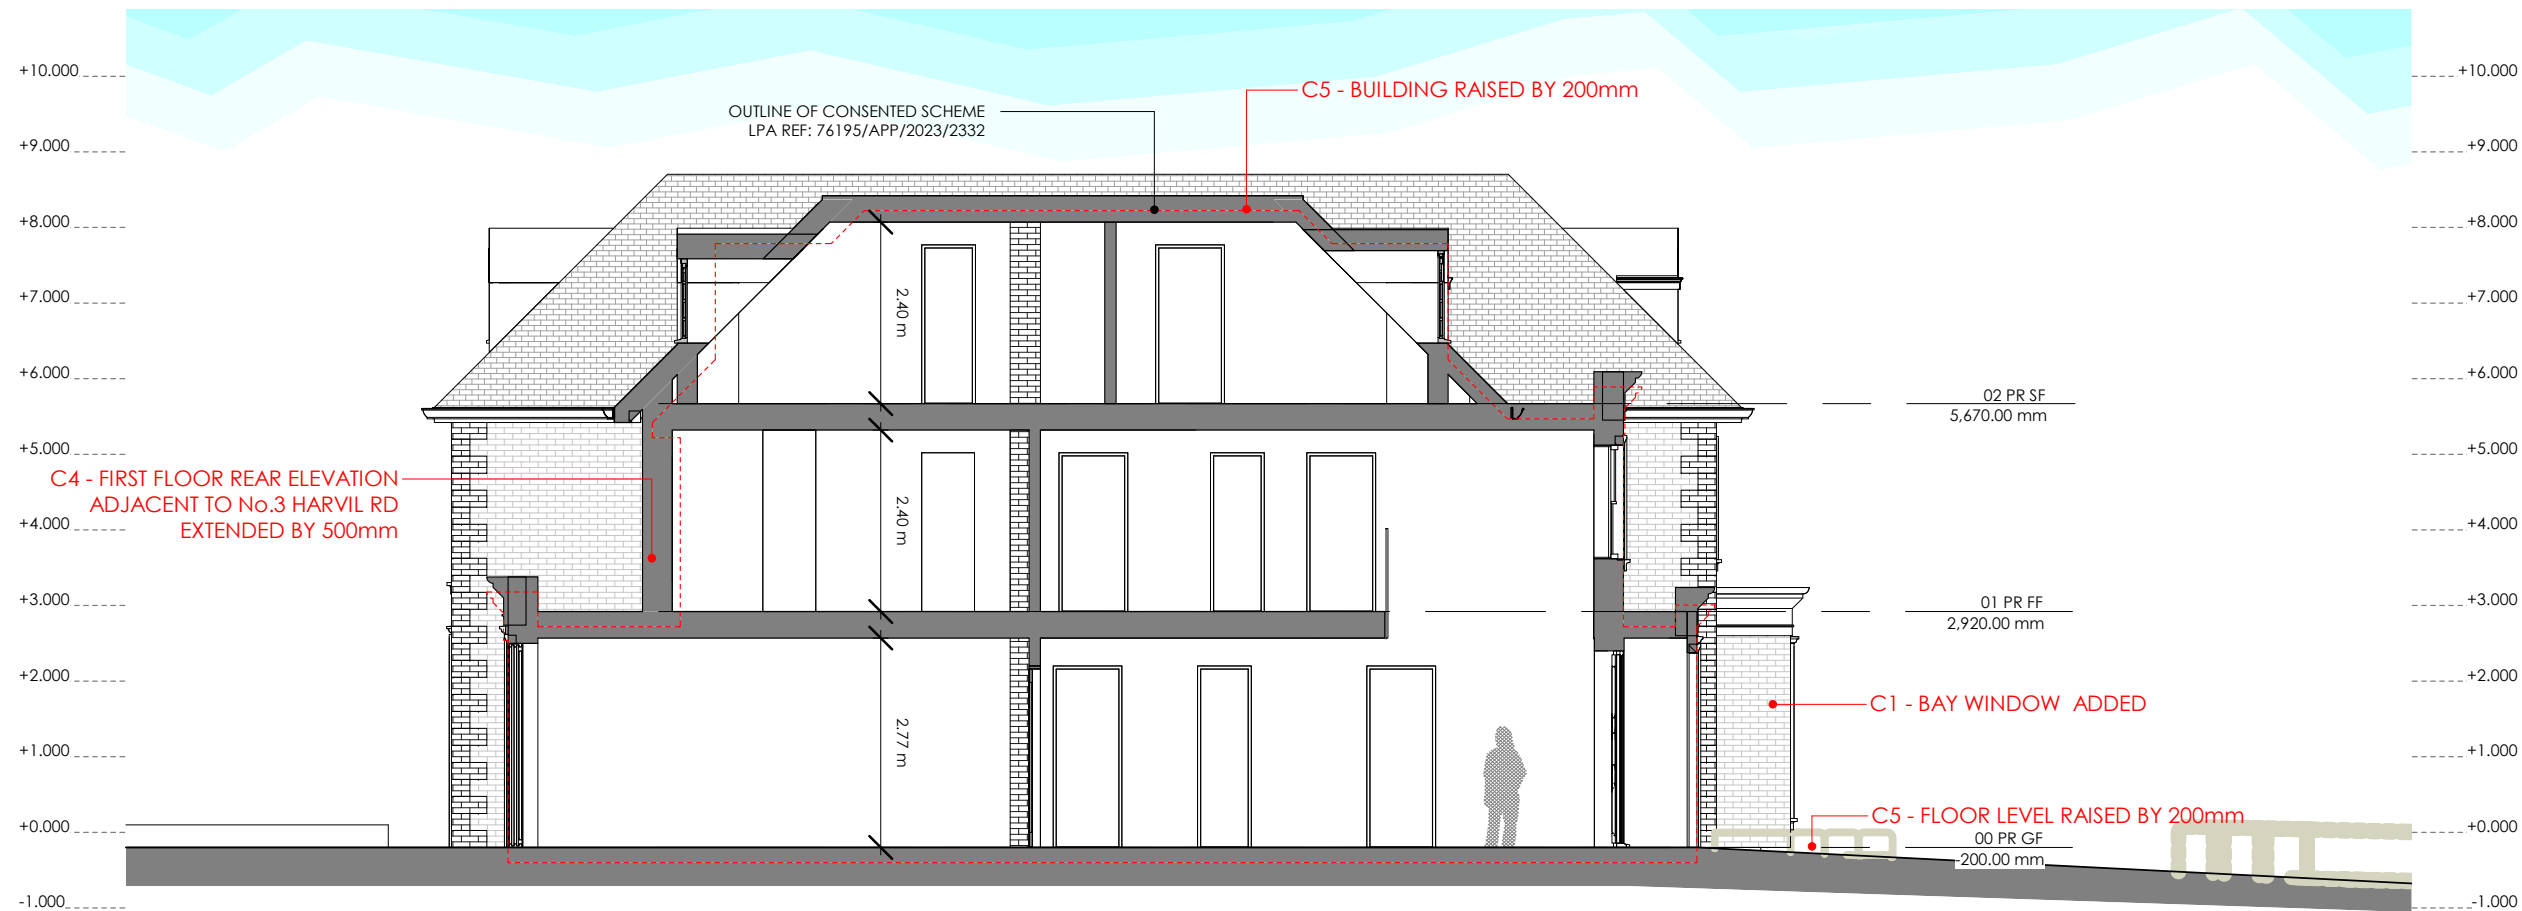 +10.000
+9.000
+8.000
+7.000
+6.000
+5.000
+4.000
+3.000
+2.000
+1.000
+0.000
-1.000
OUTLINE OF CONSENTED SCHEME
LPA REF: 76195/APP/2023/2332
C5 - BUILDING RAISED BY 200mm
C4 - FIRST FLOOR REAR ELEVATION
ADJACENT TO No.3 HARVIL RD
EXTENDED BY 500mm
2.40 m
2.40 m
2.77 m
02 PR SF
5,670.00 mm
01 PR FF
2,920.00 mm
C1 - BAY WINDOW ADDED
C5 - FLOOR LEVEL RAISED BY 200mm
00 PR GF
-200.00 mm
+10.000
+9.000
+8.000
+7.000
+6.000
+5.000
+4.000
+3.000
+2.000
+1.000
+0.000
-1.000